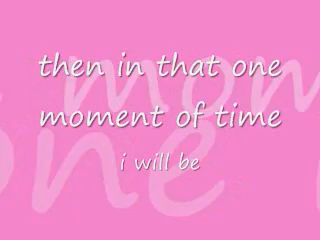 then in that one
moment of time
i will be